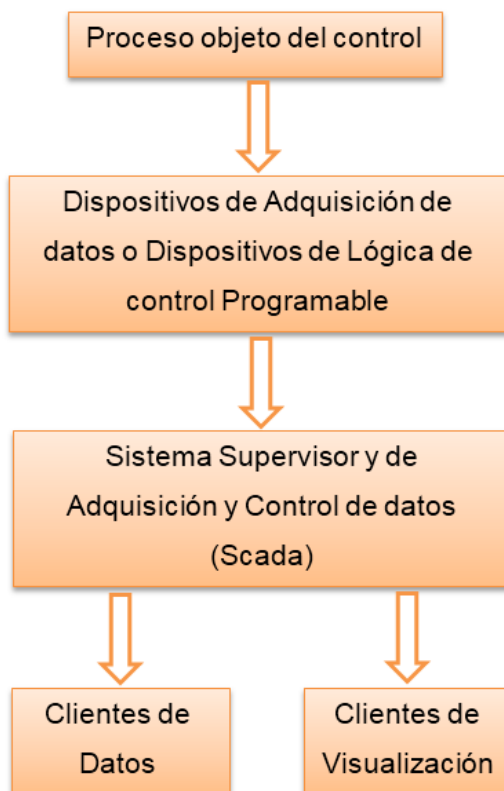 Proceso objeto del control
Dispositivos de Adquisición de
datos o Dispositivos de Lógica de
control Programable
Sistema Supervisor y de
Adquisición y Control de datos
(Scada)
Clientes de
Datos
Clientes de
Visualización